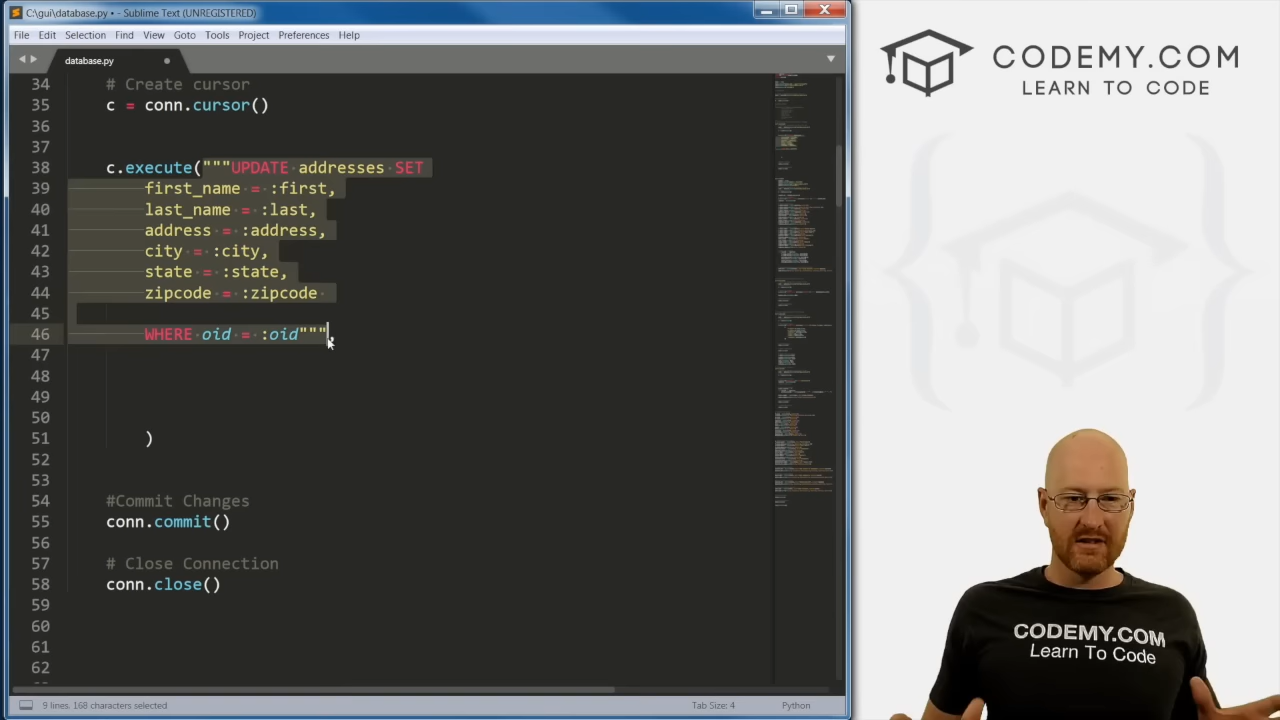 C:\gui\database.py • - Sublime Text (UNREGISTERED)
File Edit Selection Find View Goto Tools Project Preferences Help
database.py
34 # Create cursor
35 c = conn.cursor()
36
37
38 c.execute("""UPDATE addresses SET
39 first_name = :first,
40 last_name = :last,
41 address = :address,
42 city = :city,
43 state = :state,
44 zipcode = :zipcode
45
46 WHERE oid = :oid"""
47
48
49
50
51 )
52
53
54 #Commit Changes
55 conn.commit()
56
57 # Close Connection
58 conn.close()
59
60
61
62
9 lines, 168 characters selected
Tab Size: 4
Python
CODEMY.COM
LEARN TO CODE
CODEMY.COM
Learn To Code